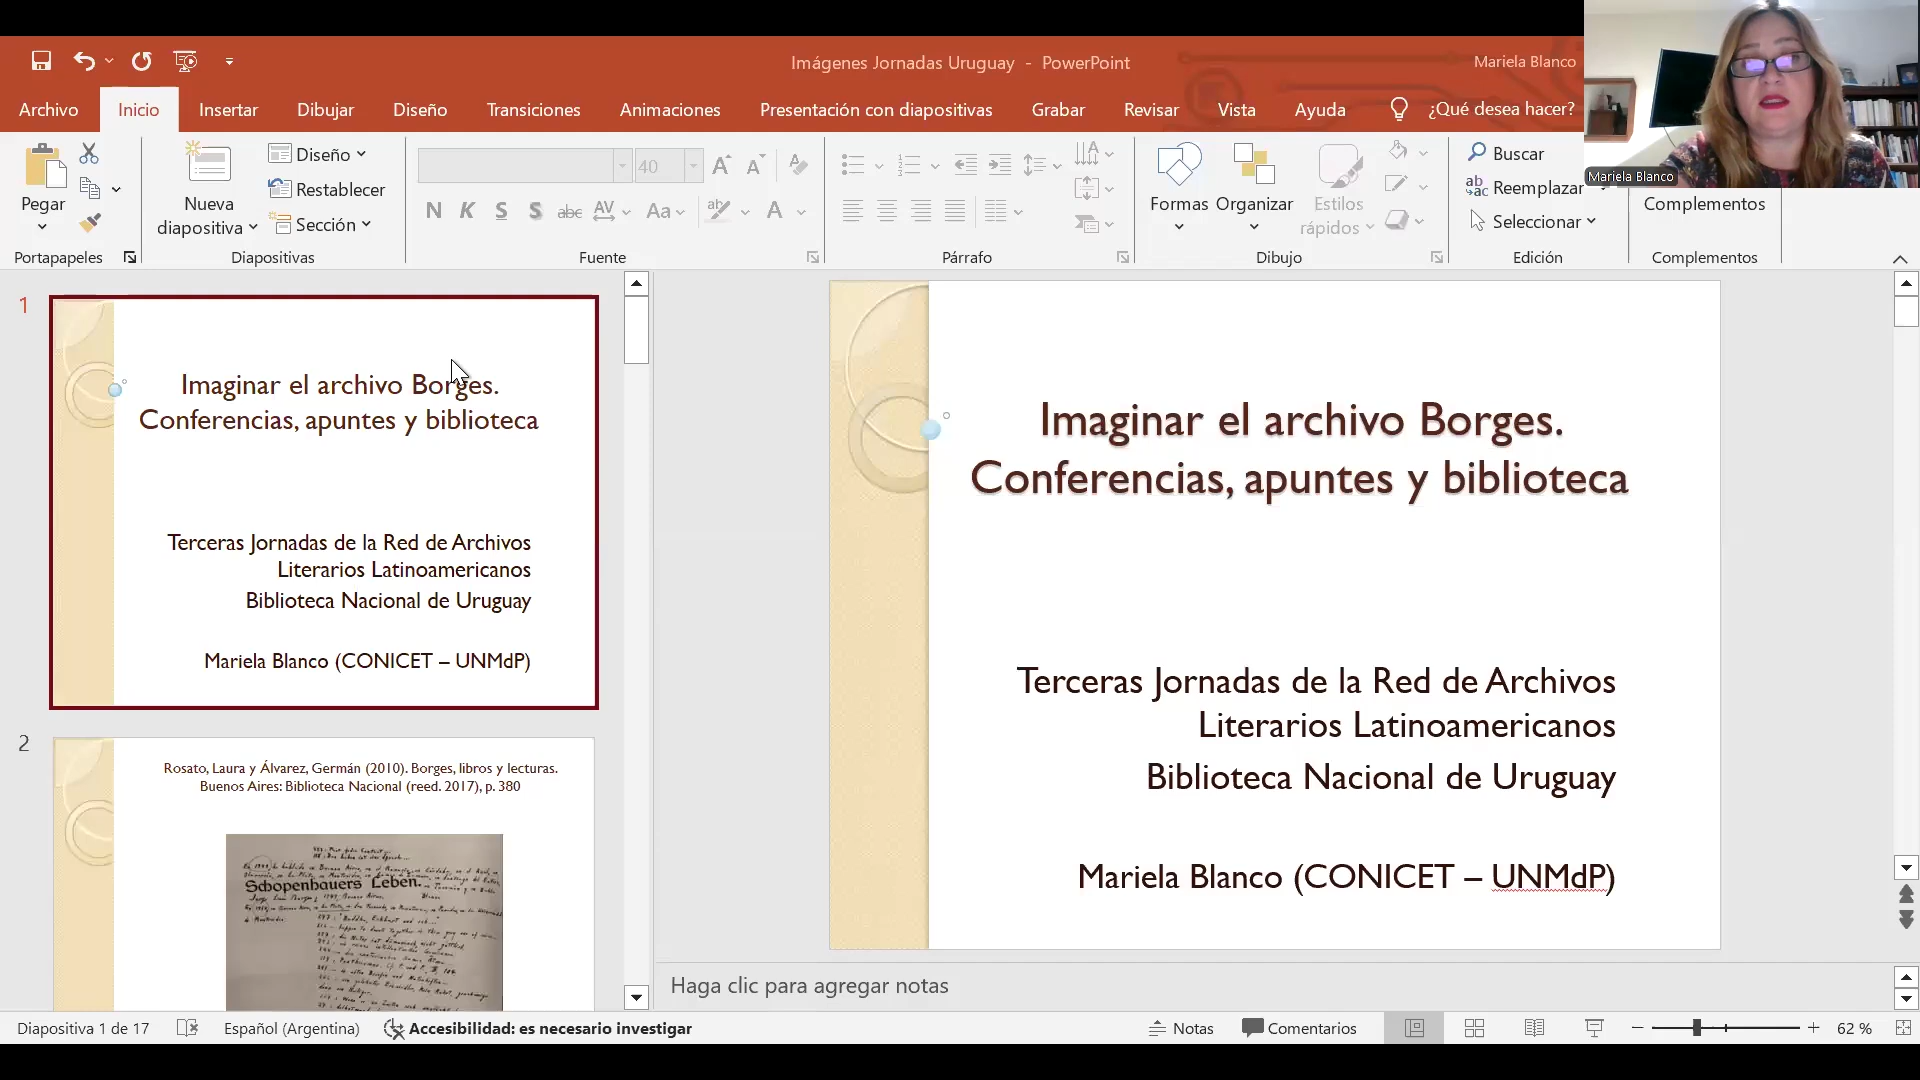 Imágenes Jornadas Uruguay - PowerPoint
Mariela Blanco
Archivo
Inicio
Insertar
Dibujar
Diseño
Transiciones
Animaciones
Presentación con diapositivas
Grabar
Revisar
Vista
Ayuda
¿Qué desea hacer?
Mariela Blanco
Pegar
Portapapeles
Nueva
diapositiva
Diseño
Restablecer
Sección
Diapositivas
40
N K S S abc AV Aa A
Fuente
Párrafo
Formas
Organizar
Estilos
rápidos
Dibujo
Buscar
Reemplazar
Seleccionar
Edición
Complementos
Complementos
1
Imaginar el archivo Borges.
Conferencias, apuntes y biblioteca
Terceras Jornadas de la Red de Archivos
Literarios Latinoamericanos
Biblioteca Nacional de Uruguay
Mariela Blanco (CONICET – UNMdP)
2
Rosato, Laura y Álvarez, Germán (2010). Borges, libros y lecturas.
Buenos Aires: Biblioteca Nacional (reed. 2017), p. 380
Schopenhauers Leben.
Imaginar el archivo Borges.
Conferencias, apuntes y biblioteca
Terceras Jornadas de la Red de Archivos
Literarios Latinoamericanos
Biblioteca Nacional de Uruguay
Mariela Blanco (CONICET – UNMdP)
Haga clic para agregar notas
Diapositiva 1 de 17
Español (Argentina)
Accesibilidad: es necesario investigar
Notas
Comentarios
62 %